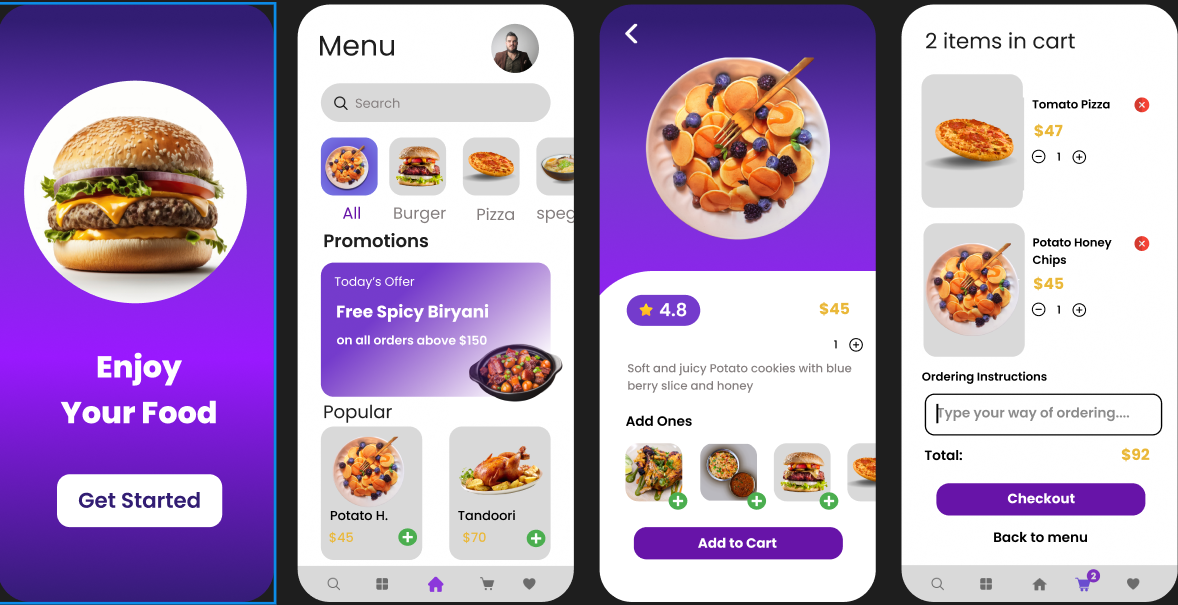 Enjoy
Your Food
Get Started
Menu
Search
All
Burger
Pizza
speg
Promotions
Today's Offer
Free Spicy Biryani
on all orders above $150
Popular
Potato H.
$45
Tandoori
$70
4.8
$45
1
Soft and juicy Potato cookies with blue
berry slice and honey
Add Ones
Add to Cart
2 items in cart
Tomato Pizza
$47
1
Potato Honey
Chips
$45
1
Ordering Instructions
Type your way of ordering....
Total:
$92
Checkout
Back to menu
2